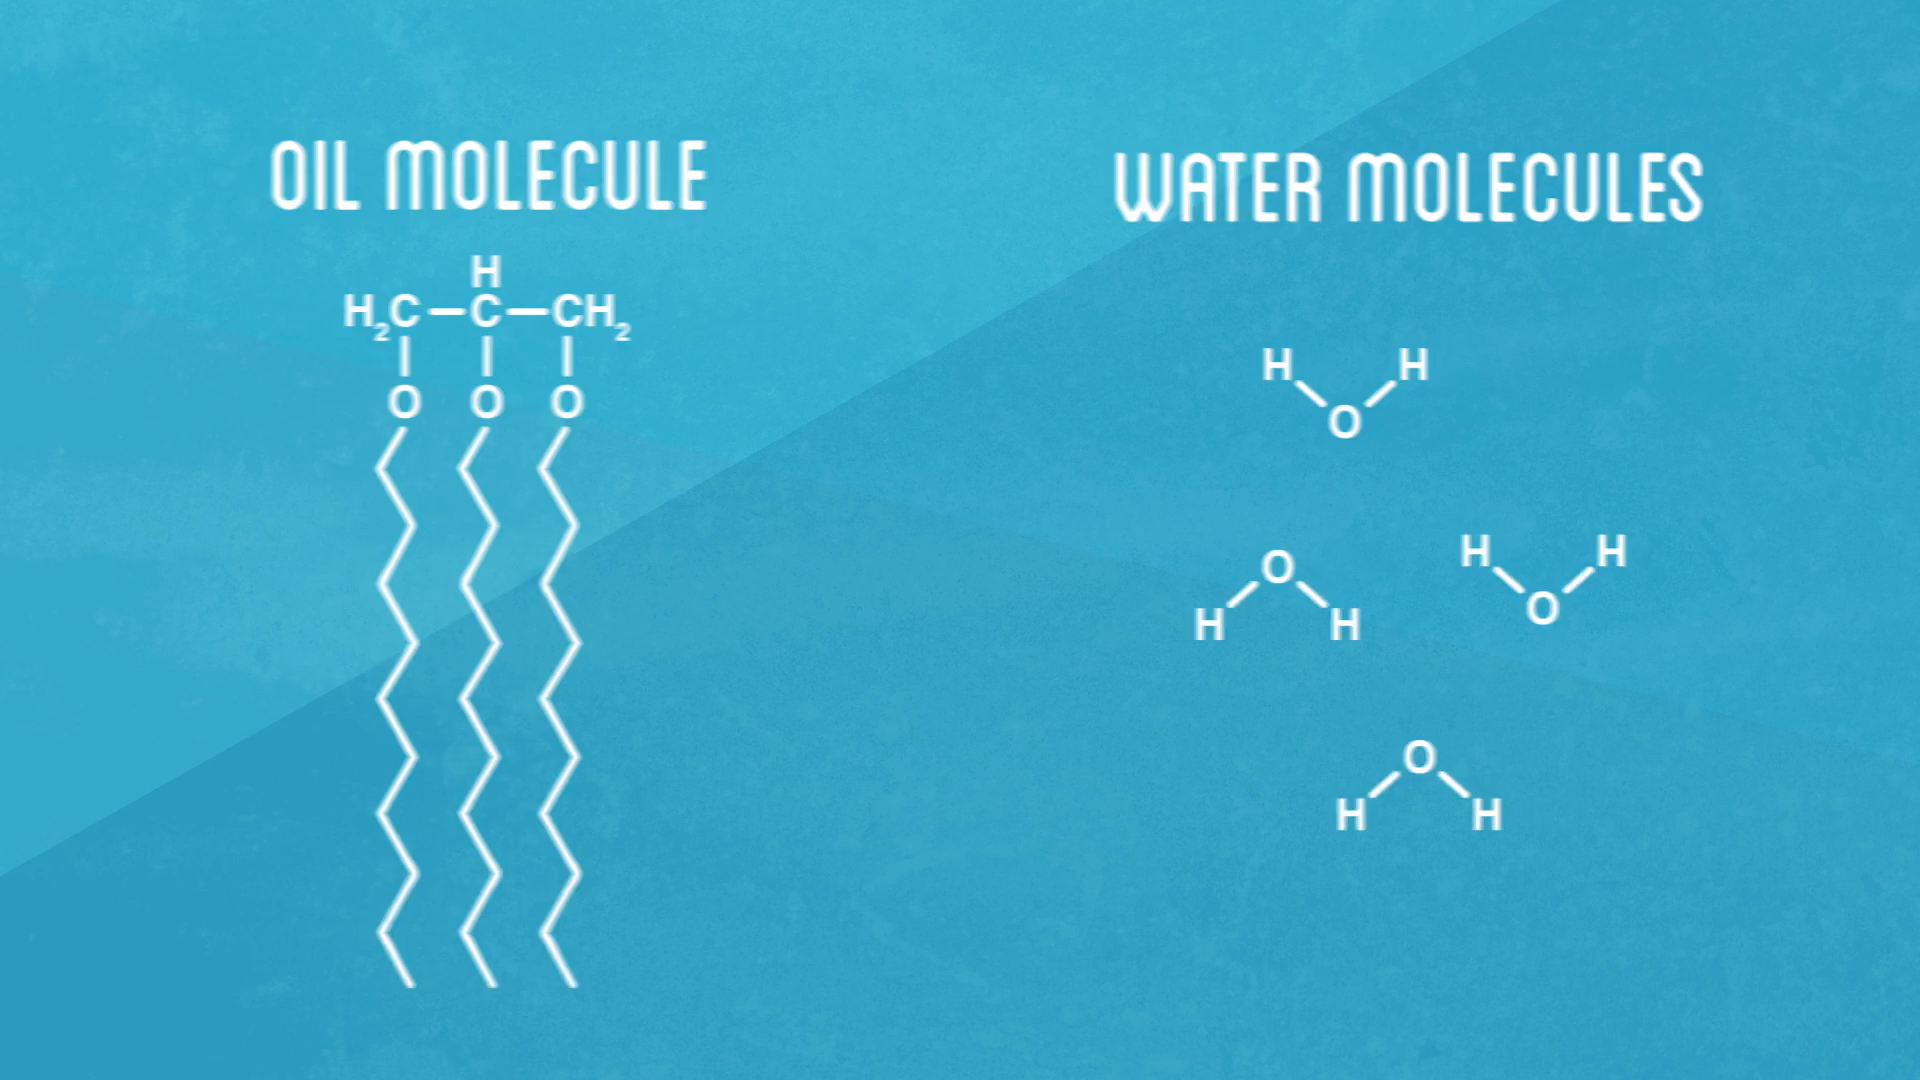 OIL MOLECULE
H
H₂C–C–CH₂
O O O
WATER MOLECULES
H H
O
O
H H
H H
O
O
H H